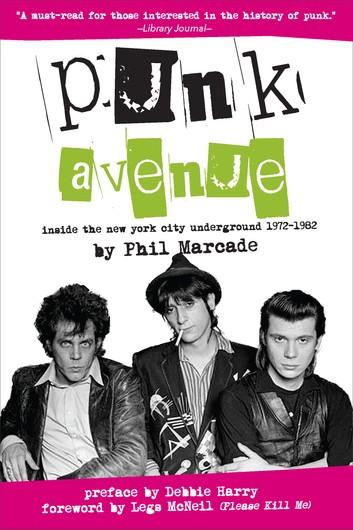 "A must-read for those interested in the history of punk."
—Library Journal—
punk
avenue
inside the new york city underground 1972-1982
by Phil Marcade
preface by Debbie Harry
foreword by Legs McNeil (Please Kill Me)